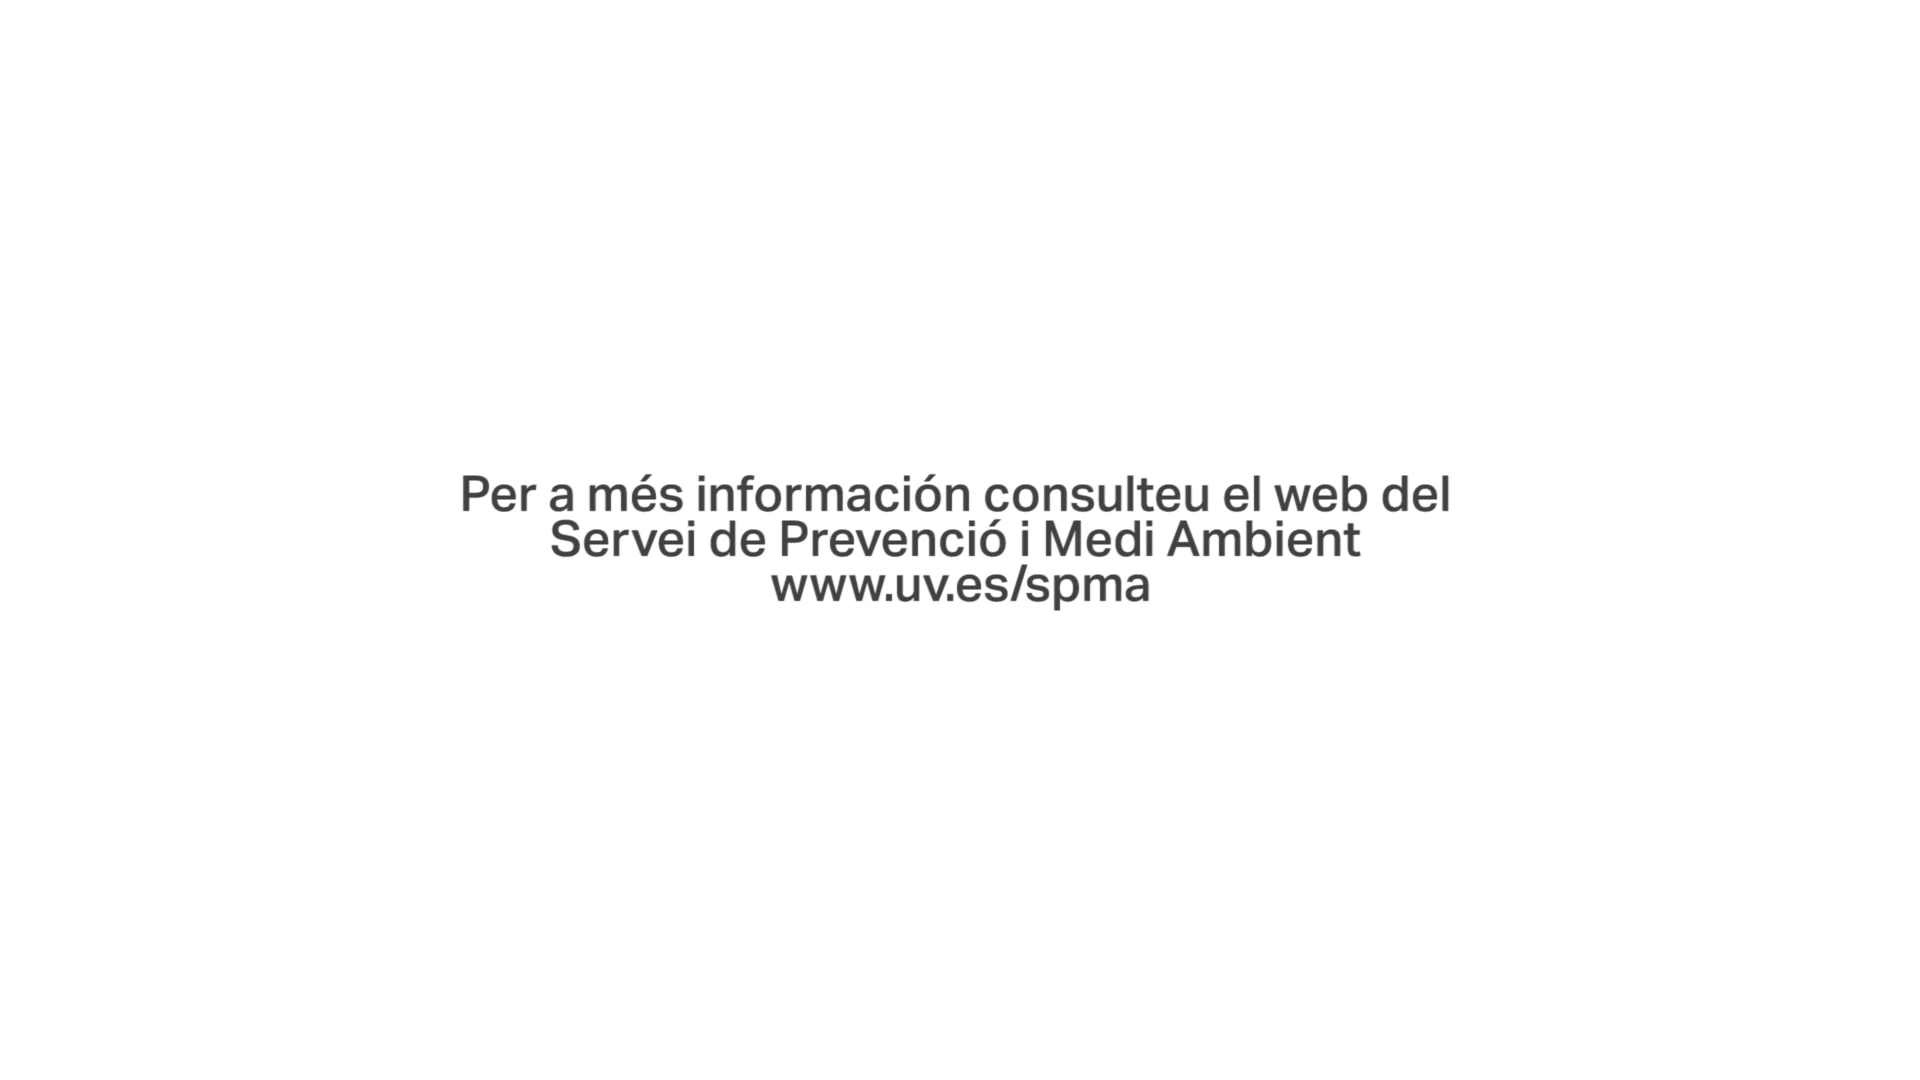 Per a més información consulteu el web del
Servei de Prevenció i Medi Ambient
www.uv.es/spma